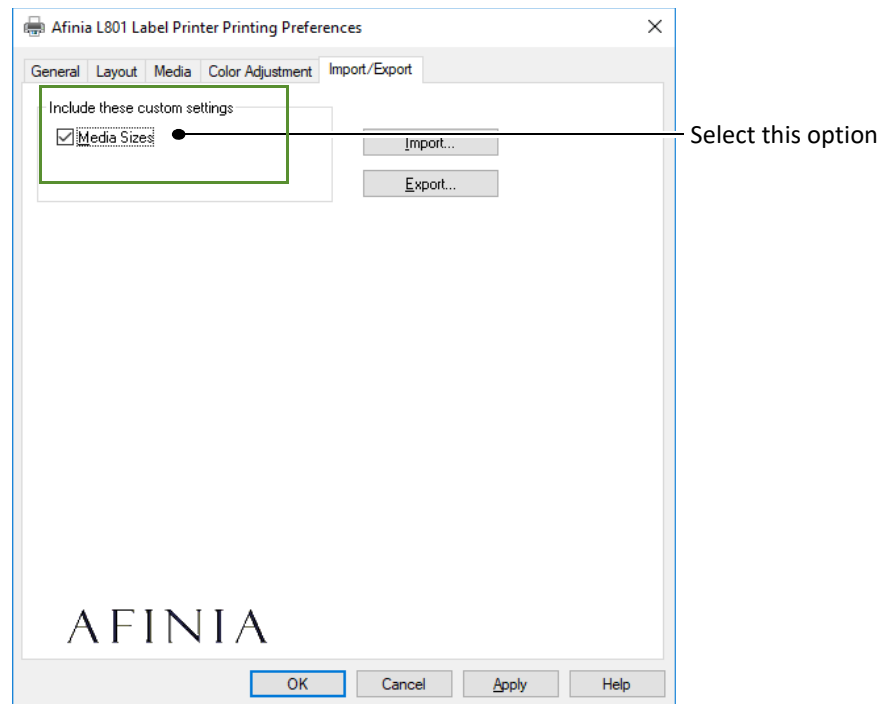 Afinia L801 Label Printer Printing Preferences
General Layout Media Color Adjustment Import/Export
Include these custom settings
Media Sizes
Select this option
Import...
Export...
AFINIA
OK Cancel Apply Help